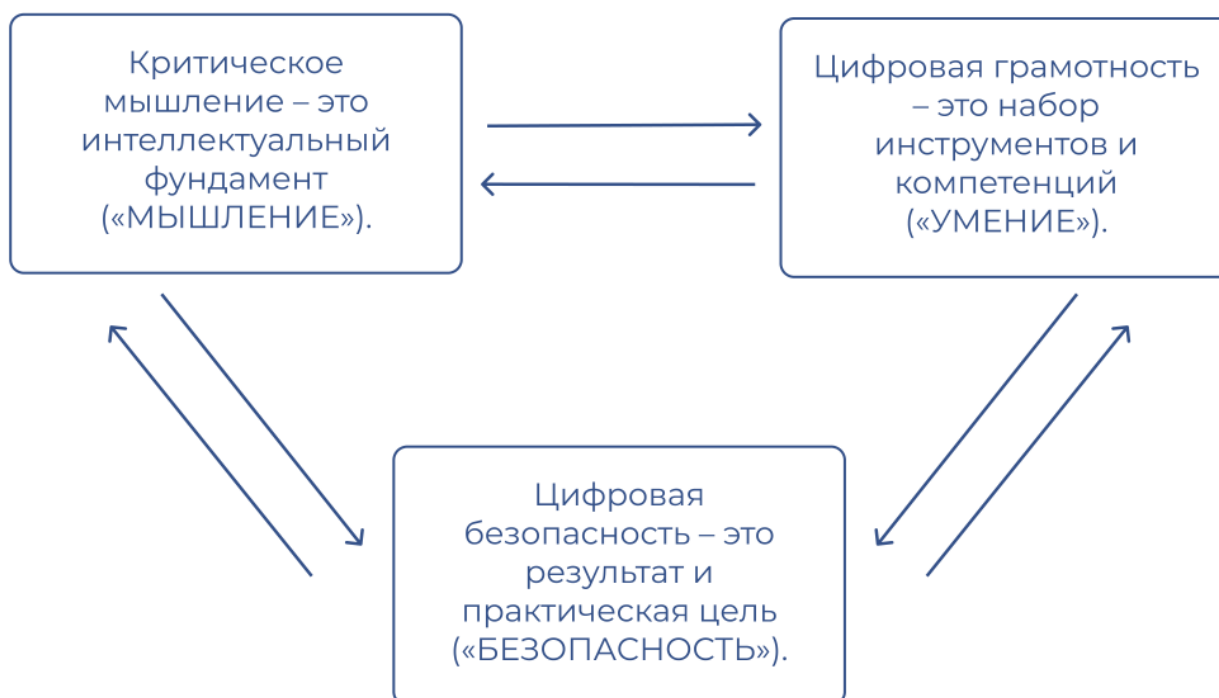 Критическое
мышление – это
интеллектуальный
фундамент
(«МЫШЛЕНИЕ»).
Цифровая грамотность
– это набор
инструментов и
компетенций
(«УМЕНИЕ»).
Цифровая
безопасность – это
результат и
практическая цель
(«БЕЗОПАСНОСТЬ»).